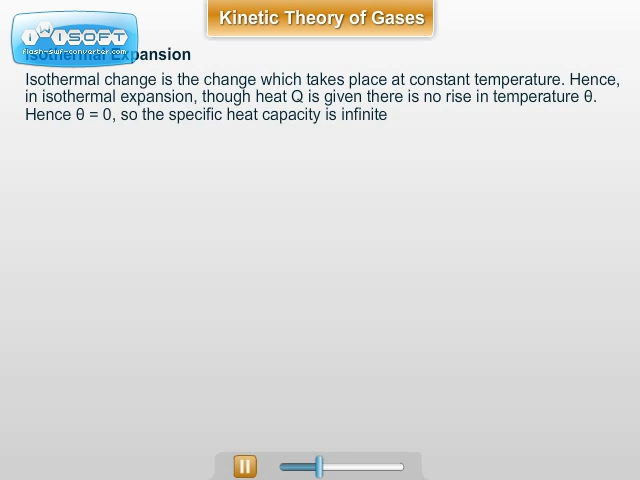 Kinetic Theory of Gases
iWiSOFT
flash-swf-converter.com
Isothermal Expansion
Isothermal change is the change which takes place at constant temperature. Hence,
in isothermal expansion, though heat Q is given there is no rise in temperature θ.
Hence θ = 0, so the specific heat capacity is infinite